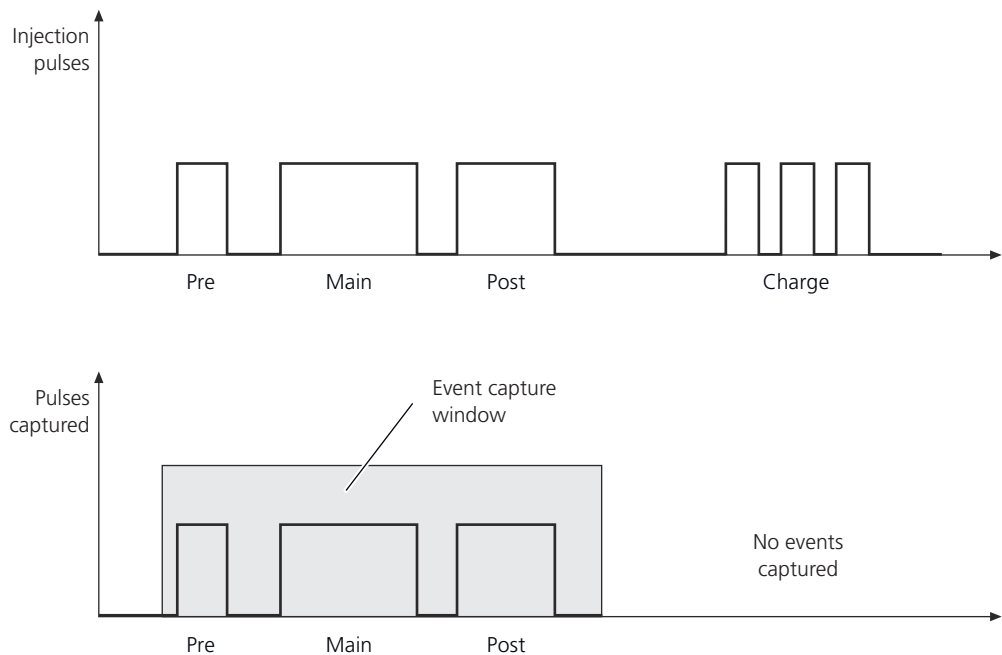 Injection
pulses
Pre Main Post Charge
Pulses
captured
Event capture
window
No events
captured
Pre Main Post